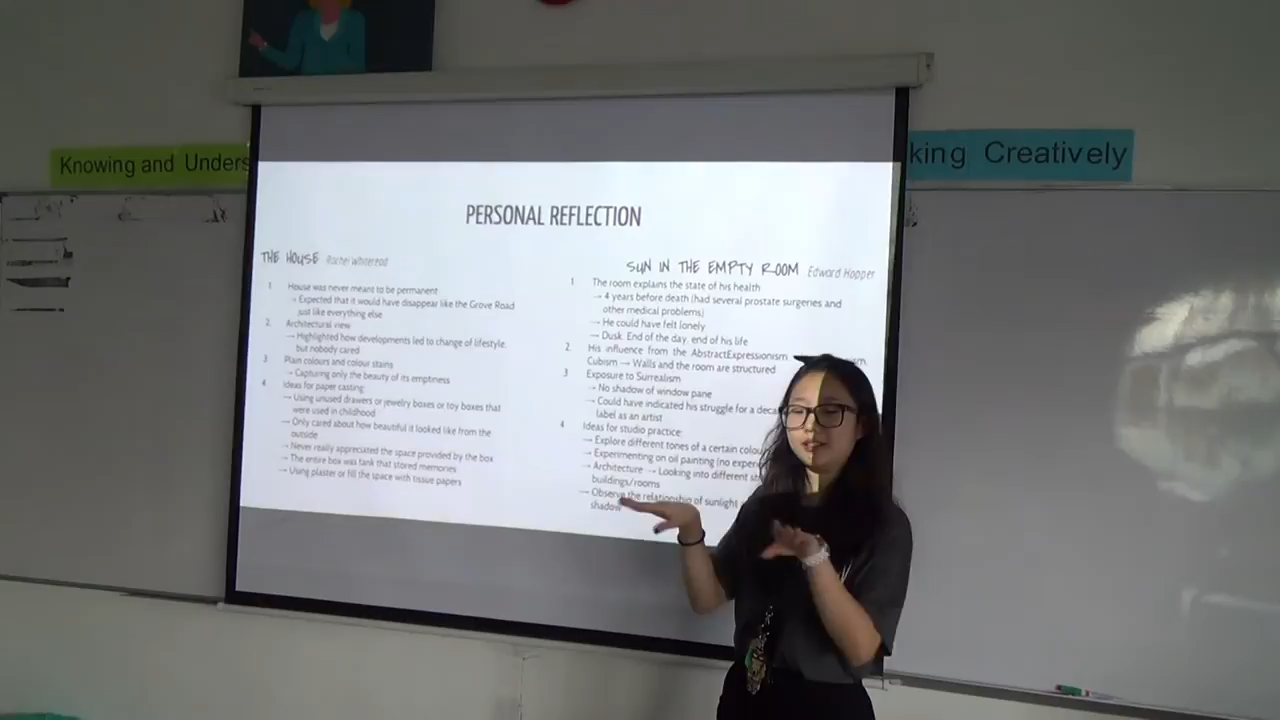 Knowing and Unders
king Creatively
PERSONAL REFLECTION
THE HOUSE Rachel Whiteread
1 House was never meant to be permanent
→ Expected that it would have disappear like the Grove Road
just like everything else
2. Architectural view
→ Highlighted how developments led to change of lifestyle,
but nobody cared
3 Plain colours and colour stains
→ Capturing only the beauty of its emptiness
4 Ideas for paper casting:
→ Using unused drawers or jewelry boxes or toy boxes that
were used in childhood
→ Only cared about how beautiful it looked like from the
outside
→ Never really appreciated the space provided by the box
→ The entire box was tank that stored memories
→ Using plaster or fill the space with tissue papers
SUN IN THE EMPTY ROOM Edward Hopper
1 The room explains the state of his health
→ 4 years before death (had several prostate surgeries and
other medical problems)
→ He could have felt lonely
→ Dusk. End of the day, end of his life
2. His influence from the AbstractExpressionism
Cubism → Walls and the room are structured
3 Exposure to Surrealism
→ No shadow of window pane
→ Could have indicated his struggle for a deca
label as an artist
4 Ideas for studio practice:
→ Explore different tones of a certain colou
→ Experimenting on oil painting (no experi
→ Architecture → Looking into different st
buildings/rooms
→ Observe the relationship of sunlight
shadow